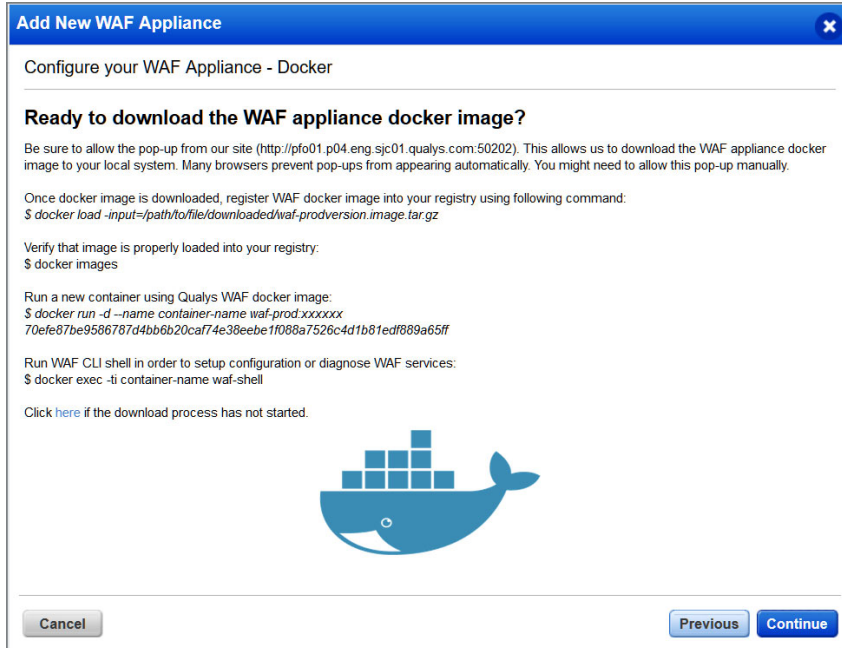 Add New WAF Appliance
Configure your WAF Appliance - Docker
Ready to download the WAF appliance docker image?
Be sure to allow the pop-up from our site (http://pfo01.p04.eng.sjc01.qualys.com:50202). This allows us to download the WAF appliance docker
image to your local system. Many browsers prevent pop-ups from appearing automatically. You might need to allow this pop-up manually.
Once docker image is downloaded, register WAF docker image into your registry using following command:
$ docker load -input=/path/to/file/downloaded/waf-prodversion.image.tar.gz
Verify that image is properly loaded into your registry:
$ docker images
Run a new container using Qualys WAF docker image:
$ docker run -d --name container-name waf-prod:xxxxxx
70efe87be9586787d4bb6b20caf74e38eebe1f088a7526c4d1b81edf889a65ff
Run WAF CLI shell in order to setup configuration or diagnose WAF services:
$ docker exec -ti container-name waf-shell
Click here if the download process has not started.
Cancel
Previous
Continue